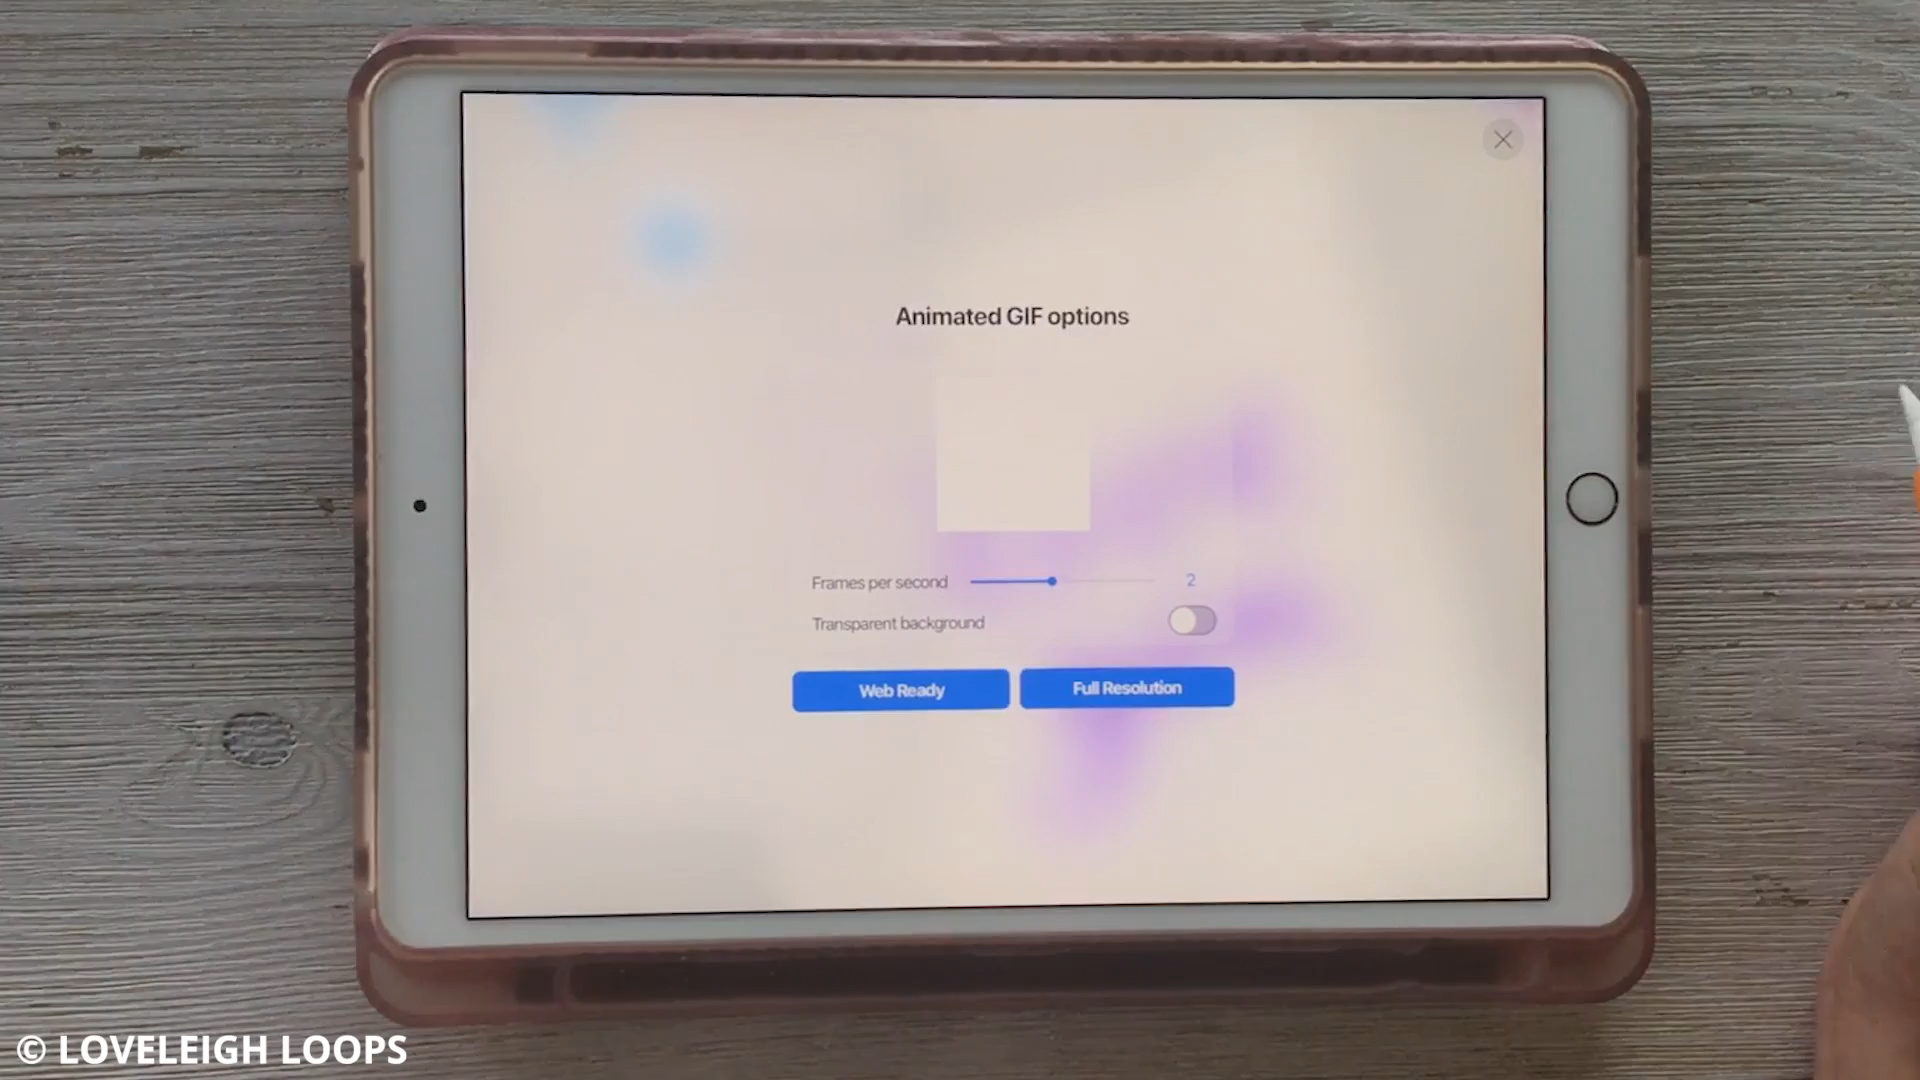 Animated GIF options
Frames per second 2
Transparent background
Web Ready Full Resolution
© LOVELEIGH LOOPS